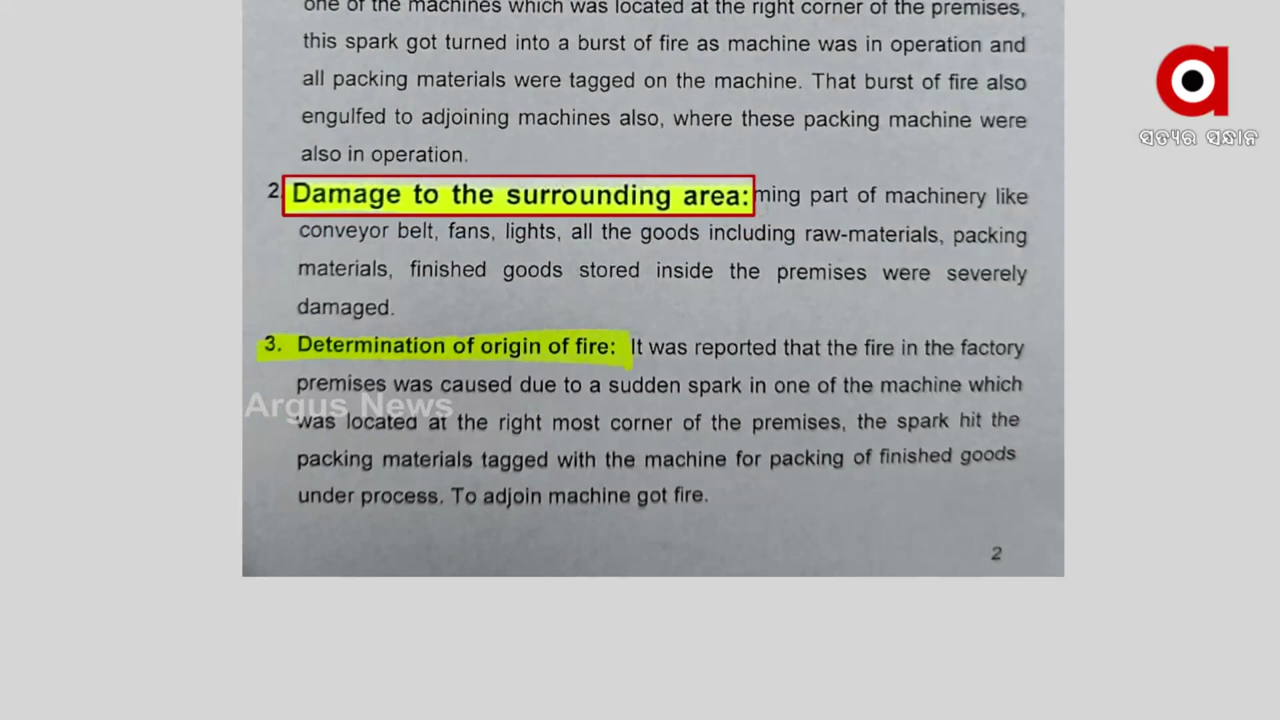 one of the machines which was located at the right corner of the premises,
this spark got turned into a burst of fire as machine was in operation and
all packing materials were tagged on the machine. That burst of fire also
engulfed to adjoining machines also, where these packing machine were
also in operation.
2. Damage to the surrounding area: ming part of machinery like
conveyor belt, fans, lights, all the goods including raw-materials, packing
materials, finished goods stored inside the premises were severely
damaged.
3. Determination of origin of fire: It was reported that the fire in the factory
premises was caused due to a sudden spark in one of the machine which
was located at the right most corner of the premises, the spark hit the
packing materials tagged with the machine for packing of finished goods
under process. To adjoin machine got fire.
2
Argus News
a
ସତ୍ୟର ସନ୍ଧାନ